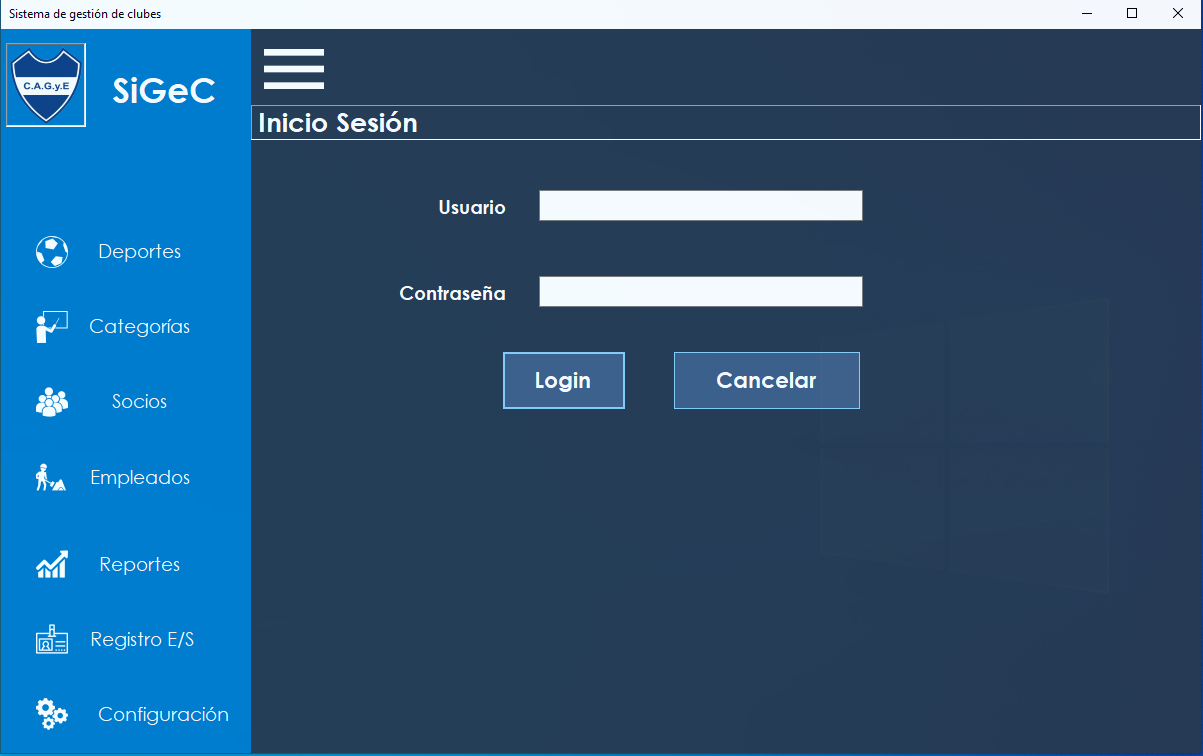 Sistema de gestión de clubes
C.A.G.y.E
SiGeC
Inicio Sesión
Usuario
Contraseña
Login
Cancelar
Deportes
Categorías
Socios
Empleados
Reportes
Registro E/S
Configuración